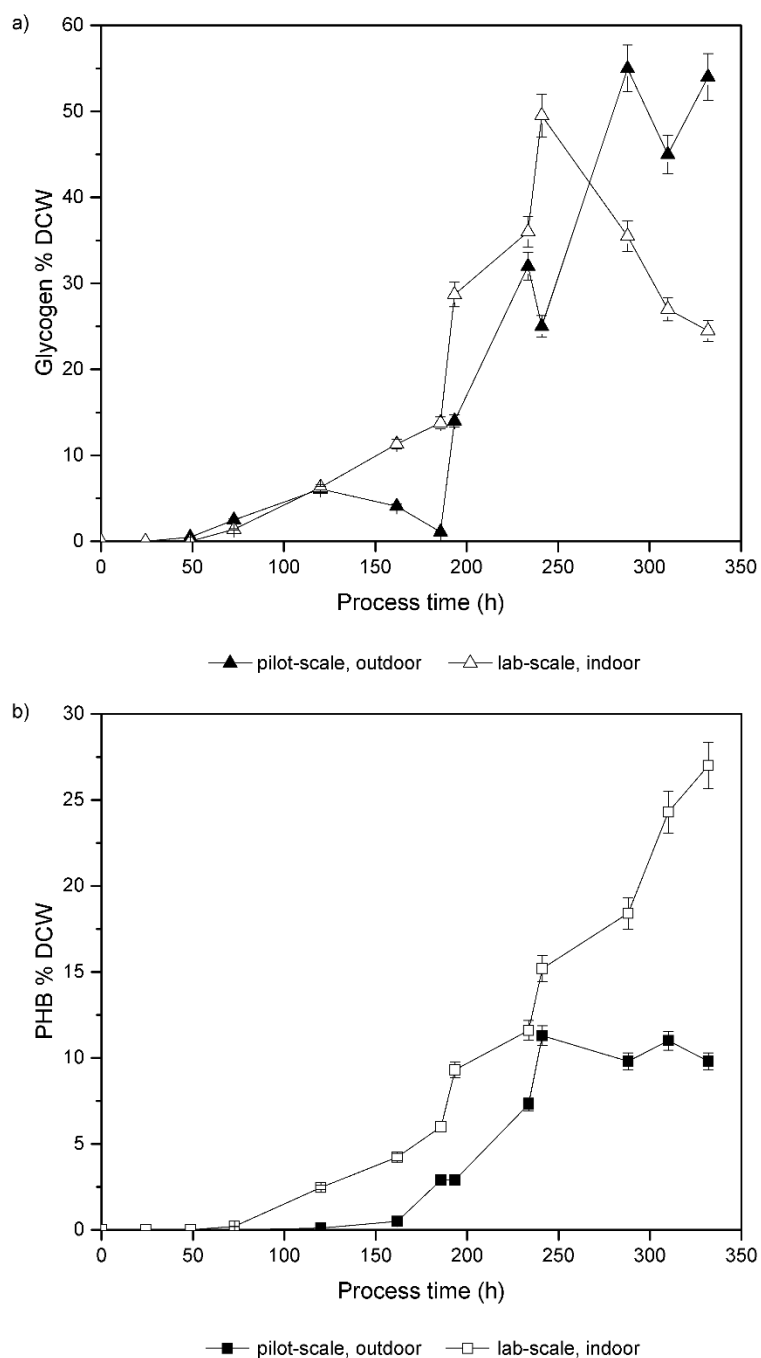 a)
60
50
40
30
20
10
0
Glycogen % DCW
0 50 100 150 200 250 300 350
Process time (h)
pilot-scale, outdoor lab-scale, indoor
b)
30
25
20
15
10
5
0
PHB % DCW
0 50 100 150 200 250 300 350
Process time (h)
pilot-scale, outdoor lab-scale, indoor